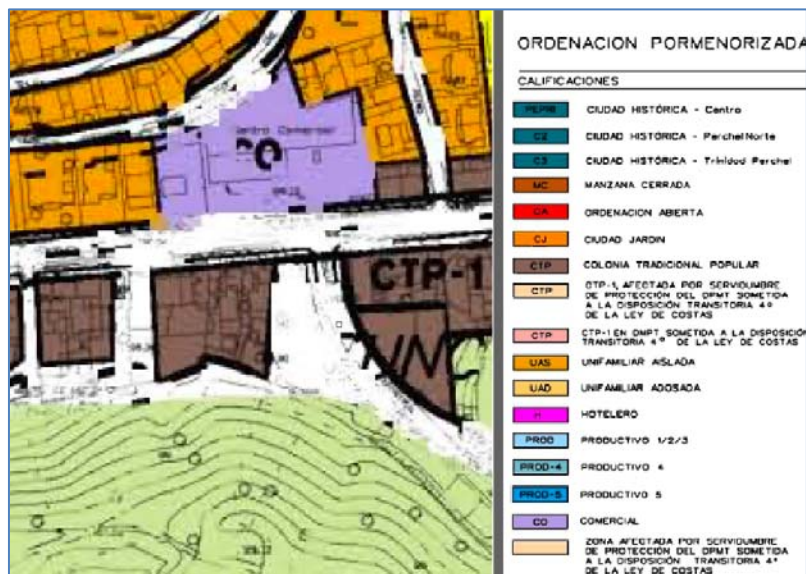 Centro Comercial
CO
CTP-1
ORDENACION PORMENORIZADA
CALIFICACIONES
PEPRI CIUDAD HISTÓRICA - Centro
C2 CIUDAD HISTÓRICA - Perchel Norte
C3 CIUDAD HISTÓRICA - Trinidad Perchel
MC MANZANA CERRADA
OA ORDENACION ABIERTA
CJ CIUDAD JARDIN
CTP COLONIA TRADICIONAL POPULAR
CTP CTP-1, AFECTADA POR SERVIDUMBRE
DE PROTECCIÓN DEL DPMT SOMETIDA
A LA DISPOSICIÓN TRANSITORIA 4ª
DE LA LEY DE COSTAS
CTP CTP-1 EN DMPT SOMETIDA A LA DISPOSICIÓN
TRANSITORIA 4ª DE LA LEY DE COSTAS
UAS UNIFAMILIAR AISLADA
UAD UNIFAMILIAR ADOSADA
H HOTELERO
PROD PRODUCTIVO 1/2/3
PROD-4 PRODUCTIVO 4
PROD-5 PRODUCTIVO 5
CO COMERCIAL
ZONA AFECTADA POR SERVIDUMBRE
DE PROTECCIÓN DEL DPMT SOMETIDA
A LA DISPOSICIÓN TRANSITORIA 4ª
DE LA LEY DE COSTAS